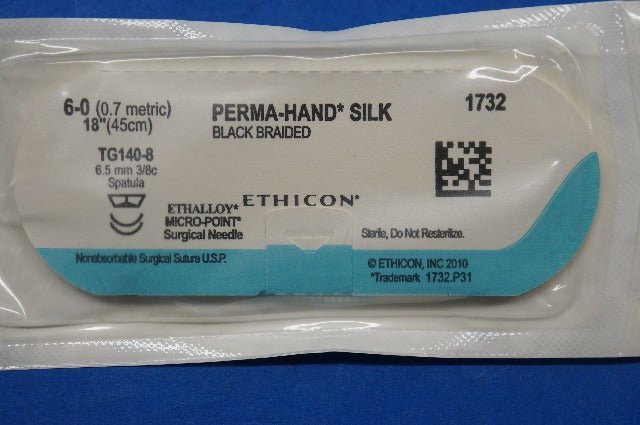 6-0 (0.7 metric)
18"(45cm)
TG140-8
6.5 mm 3/8c
Spatula
PERMA-HAND* SILK
BLACK BRAIDED
1732
ETHALLOY*
MICRO-POINT*
Surgical Needle
ETHICON*
Sterile, Do Not Resterilize.
Nonabsorbable Surgical Suture U.S.P.
© ETHICON, INC 2010
*Trademark 1732.P31